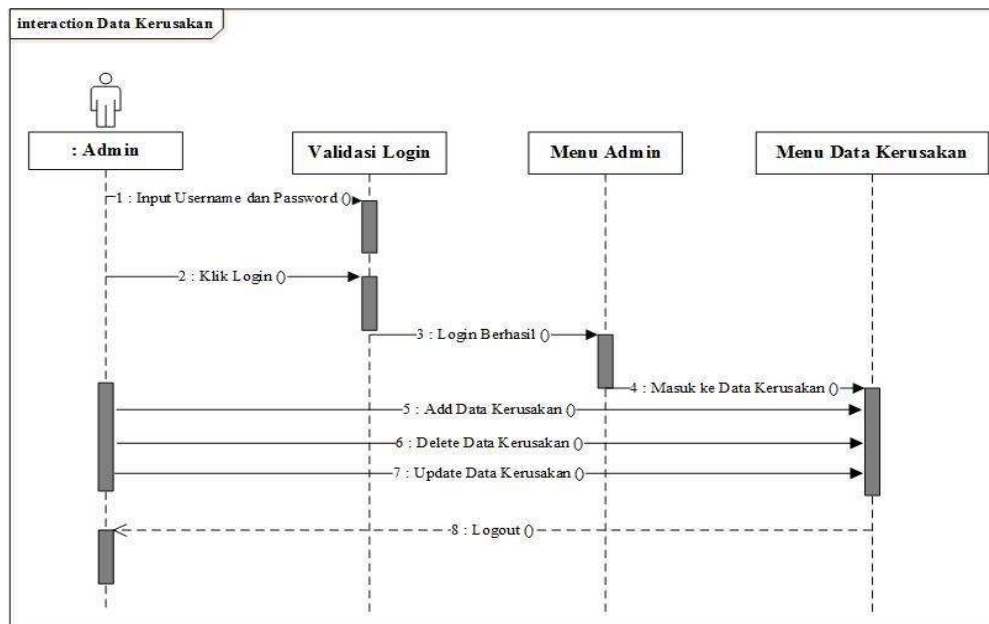 interaction Data Kerusakan
: Admin
Validasi Login
Menu Admin
Menu Data Kerusakan
1 : Input Username dan Password ()
2 : Klik Login ()
3 : Login Berhasil ()
4 : Masuk ke Data Kerusakan ()
5 : Add Data Kerusakan ()
6 : Delete Data Kerusakan ()
7 : Update Data Kerusakan ()
8 : Logout ()